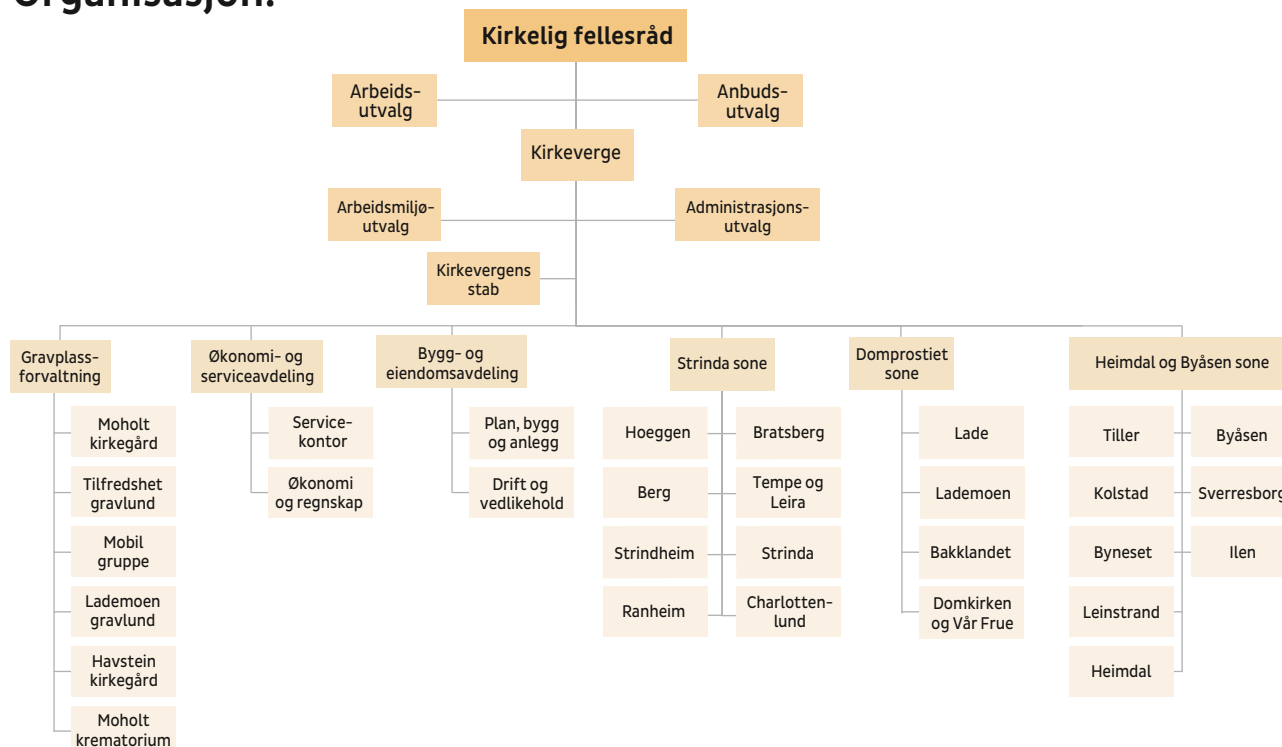 Organisasjon:
Kirkelig fellesråd
Arbeids-
utvalg
Anbuds-
utvalg
Kirkeverge
Arbeidsmiljø-
utvalg
Administrasjons-
utvalg
Kirkevergens
stab
Gravplass-
forvaltning
Moholt
kirkegård
Tilfredshet
gravlund
Mobil
gruppe
Lademoen
gravlund
Havstein
kirkegård
Moholt
krematorium
Økonomi- og
serviceavdeling
Service-
kontor
Økonomi
og regnskap
Bygg- og
eiendomsavdeling
Plan, bygg
og anlegg
Drift og
vedlikehold
Strinda sone
Hoeggen
Bratsberg
Berg
Tempe og
Leira
Strindheim
Strinda
Ranheim
Charlotten-
lund
Domprostiet
sone
Lade
Lademoen
Bakklandet
Domkirken
og Vår Frue
Heimdal og Byåsen sone
Tiller
Byåsen
Kolstad
Sverresborg
Byneset
Ilen
Leinstrand
Heimdal